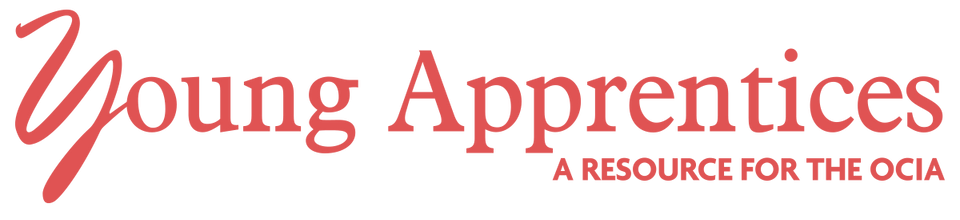 Young Apprentices
A RESOURCE FOR THE OCIA